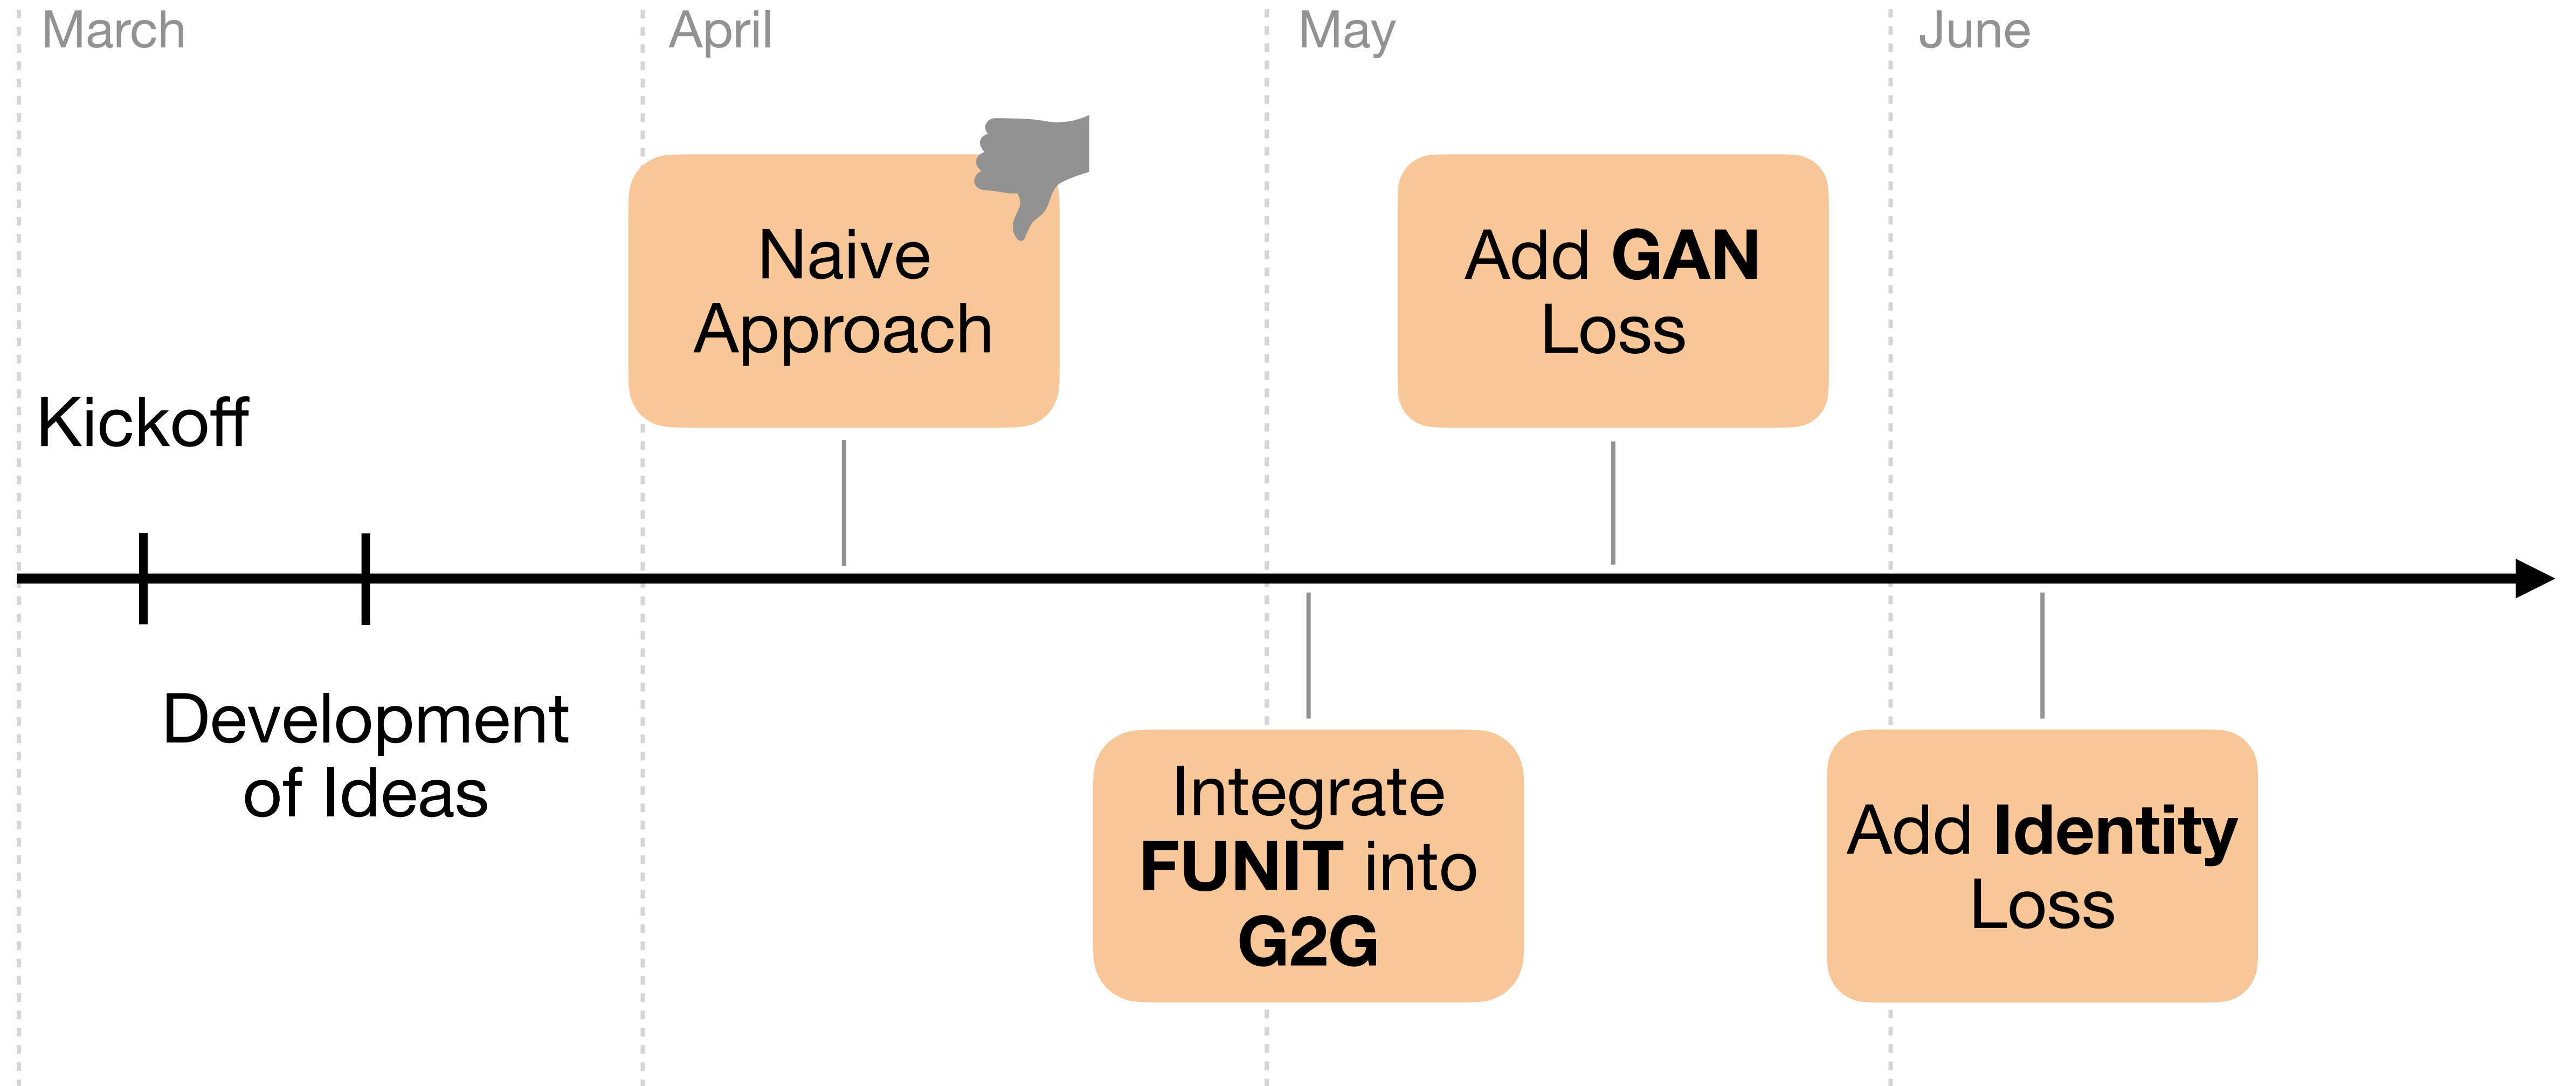 March
April
May
June
Kickoff
Development
of Ideas
Naive
Approach
Integrate
FUNIT into
G2G
Add GAN
Loss
Add Identity
Loss